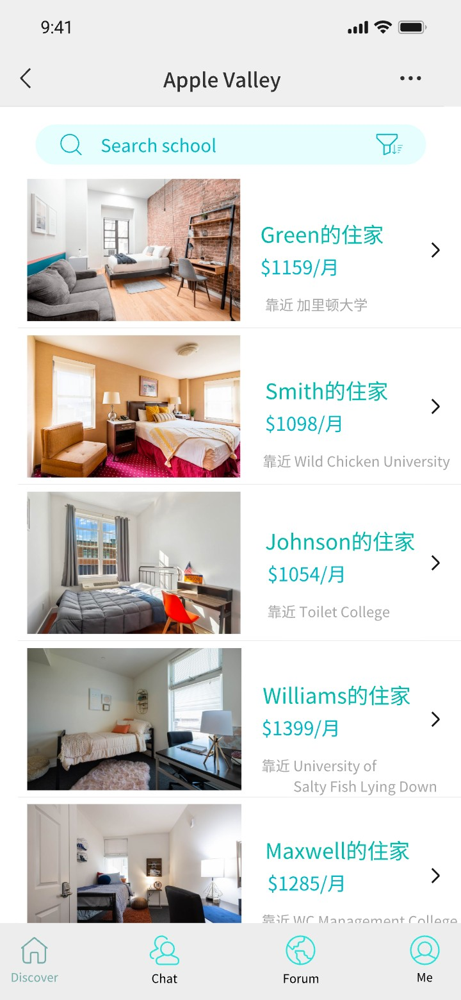 9:41
Apple Valley
Search school
Green的住家
$1159/月
靠近 加里顿大学
Smith的住家
$1098/月
靠近 Wild Chicken University
Johnson的住家
$1054/月
靠近 Toilet College
Williams的住家
$1399/月
靠近 University of
Salty Fish Lying Down
Maxwell的住家
$1285/月
靠近 WC Management College
Discover
Chat
Forum
Me